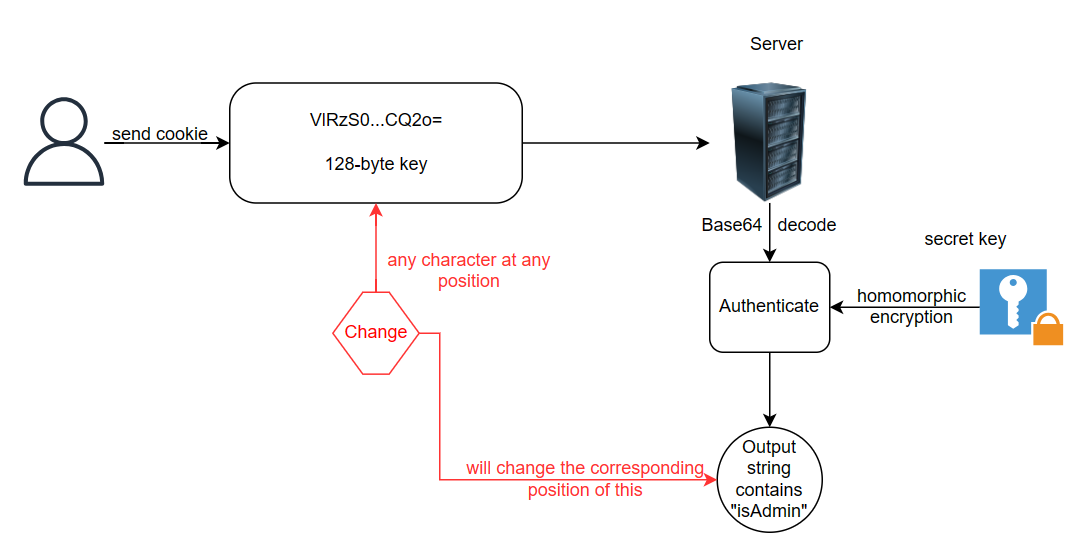 Server
send cookie
VlRzS0...CQ2o=
128-byte key
Base64 decode
secret key
any character at any
position
Change
Authenticate
homomorphic
encryption
will change the corresponding
position of this
Output
string
contains
"isAdmin"